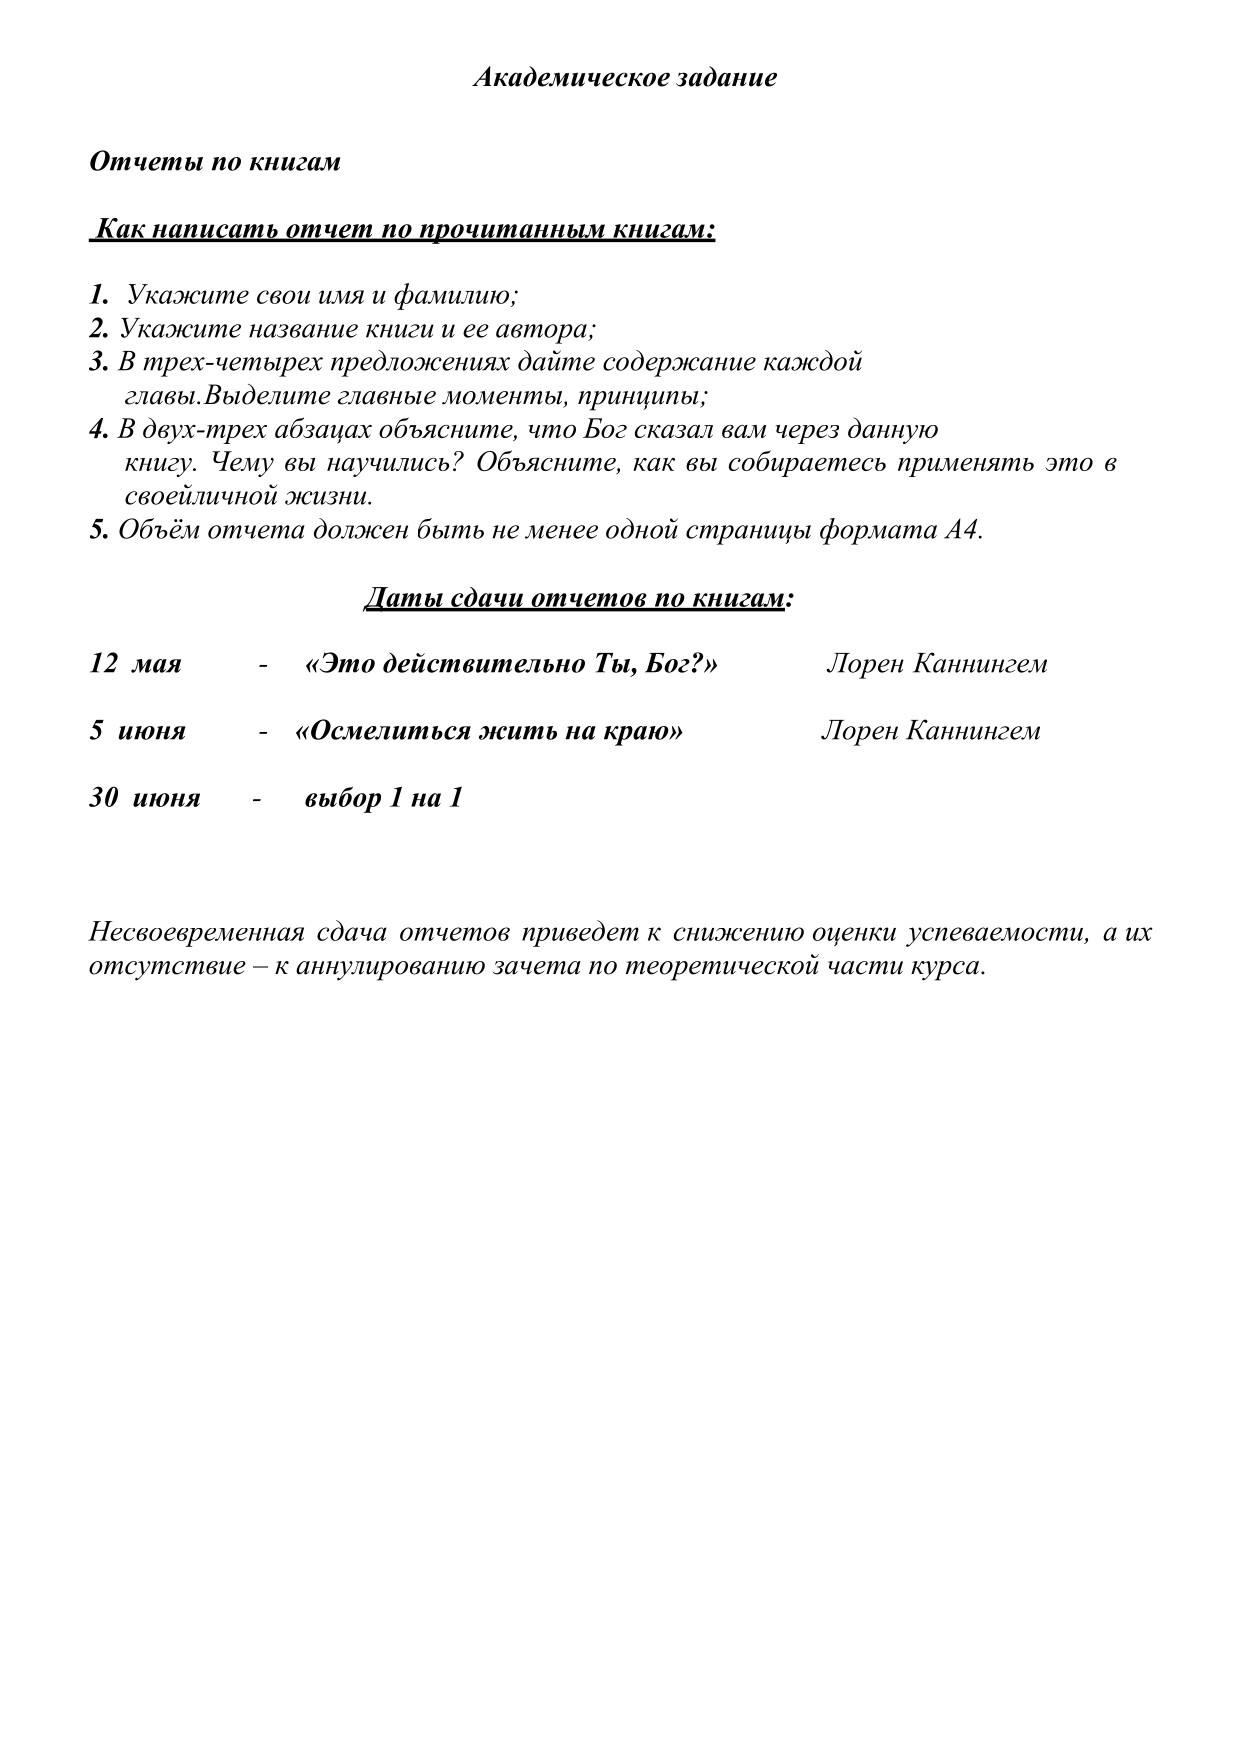 Академическое задание
Отчеты по книгам
Как написать отчет по прочитанным книгам:
1. Укажите свои имя и фамилию;
2. Укажите название книги и ее автора;
3. В трех-четырех предложениях дайте содержание каждой
главы.Выделите главные моменты, принципы;
4. В двух-трех абзацах объясните, что Бог сказал вам через данную
книгу. Чему вы научились? Объясните, как вы собираетесь применять это в
своейличной жизни.
5. Объём отчета должен быть не менее одной страницы формата А4.
Даты сдачи отчетов по книгам:
12 мая - «Это действительно Ты, Бог?» Лорен Каннингем
5 июня - «Осмелиться жить на краю» Лорен Каннингем
30 июня - выбор 1 на 1
Несвоевременная сдача отчетов приведет к снижению оценки успеваемости, а их
отсутствие – к аннулированию зачета по теоретической части курса.